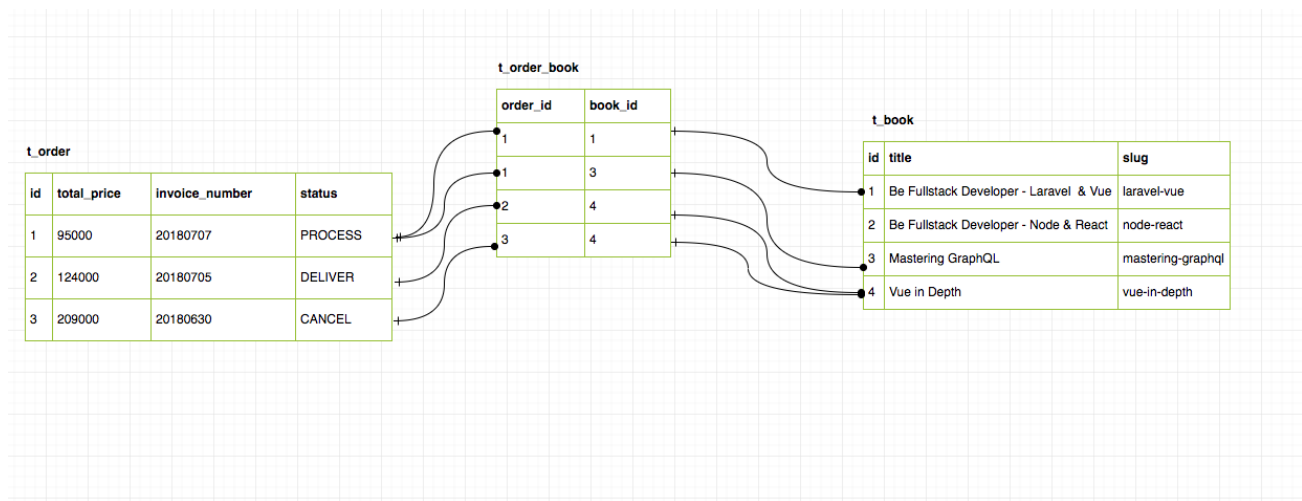 t_order
id total_price invoice_number status
1 95000 20180707 PROCESS
2 124000 20180705 DELIVER
3 209000 20180630 CANCEL
t_order_book
order_id book_id
1 1
1 3
2 4
3 4
t_book
id title slug
1 Be Fullstack Developer - Laravel & Vue laravel-vue
2 Be Fullstack Developer - Node & React node-react
3 Mastering GraphQL mastering-graphql
4 Vue in Depth vue-in-depth